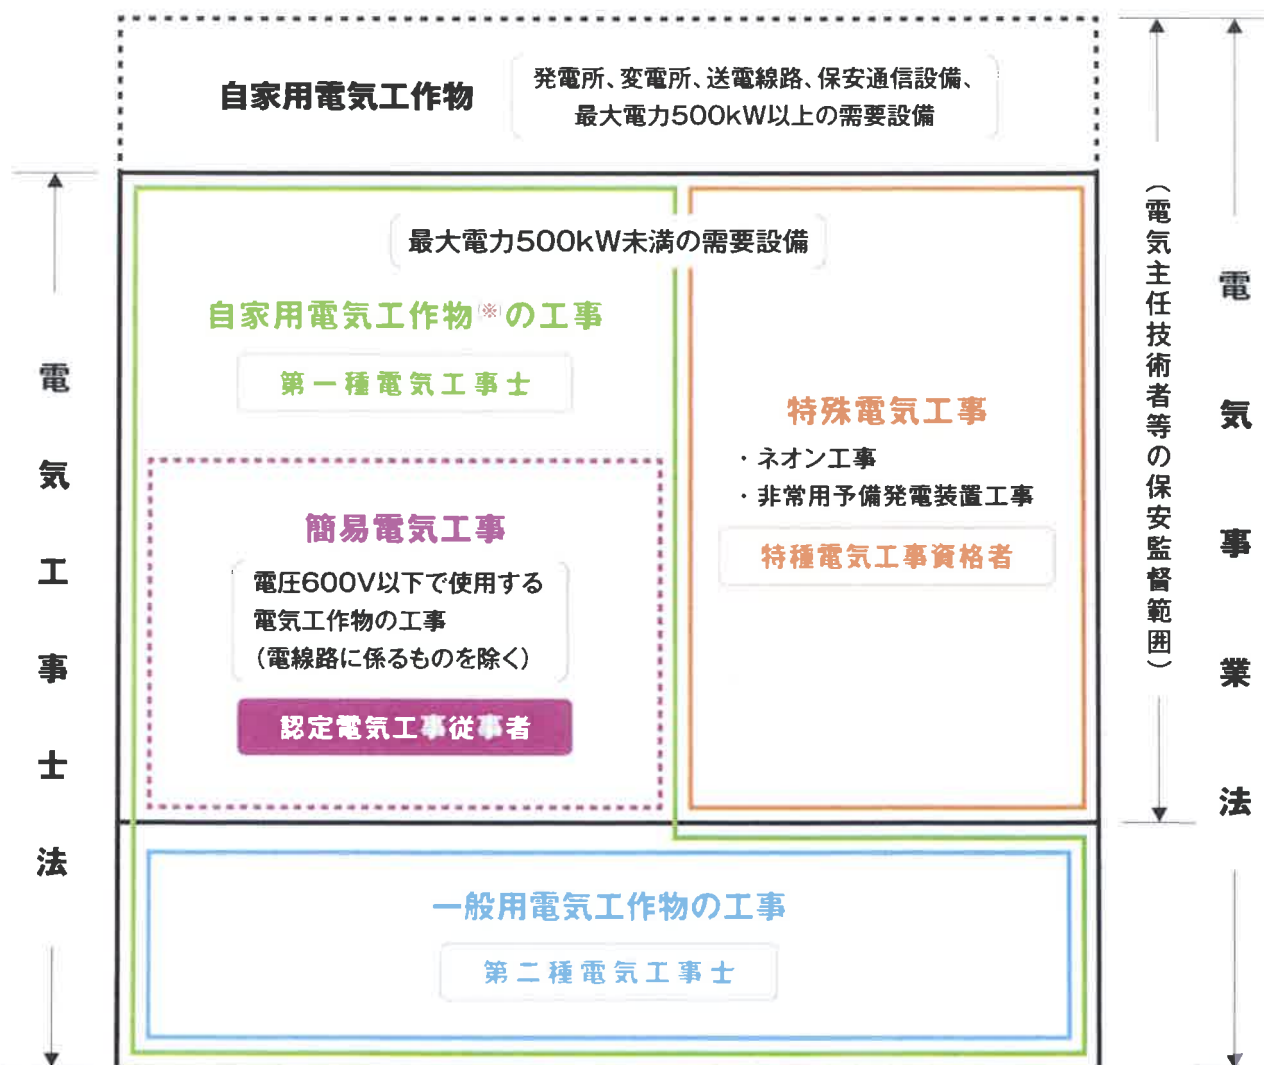 自家用電気工作物
発電所、変電所、送電線路、保安通信設備、
最大電力500kW以上の需要設備
最大電力500kW未満の需要設備
自家用電気工作物※の工事
第一種電気工事士
簡易電気工事
電圧600V以下で使用する
電気工作物の工事
(電線路に係るものを除く)
認定電気工事従事者
特殊電気工事
・ネオン工事
・非常用予備発電装置工事
特種電気工事資格者
一般用電気工作物の工事
第二種電気工事士
電気工事士法
(電気主任技術者等の保安監督範囲)
電気事業法